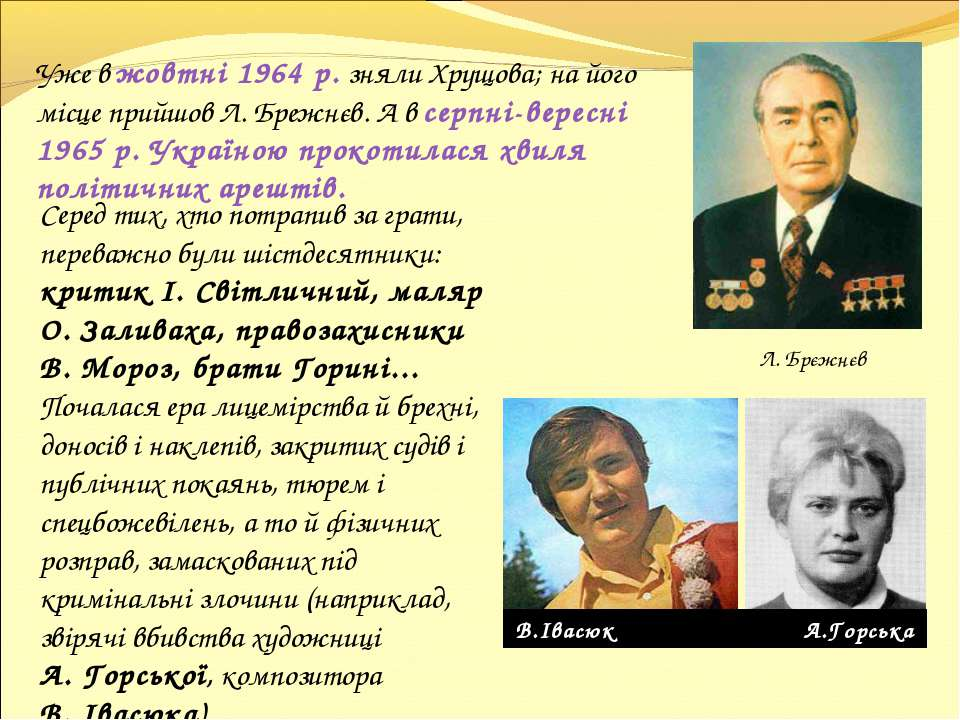 Уже в жовтні 1964 р. зняли Хрущова; на його
місце прийшов Л. Брежнєв. А в серпні-вересні
1965 р. Україною прокотилася хвиля
політичних арештів.
Серед тих, хто потрапив за грати,
переважно були шістдесятники:
критик І. Світличний, маляр
О. Заливаха, правозахисники
В. Мороз, брати Горині...
Почалася ера лицемірства й брехні,
доносів і наклепів, закритих судів і
публічних покаянь, тюрем і
спецбожевілень, а то й фізичних
розправ, замаскованих під
кримінальні злочини (наприклад,
звірячі вбивства художниці
А. Горської, композитора
В. Івасюка)
Л. Брєжнєв
В.Івасюк А.Горська